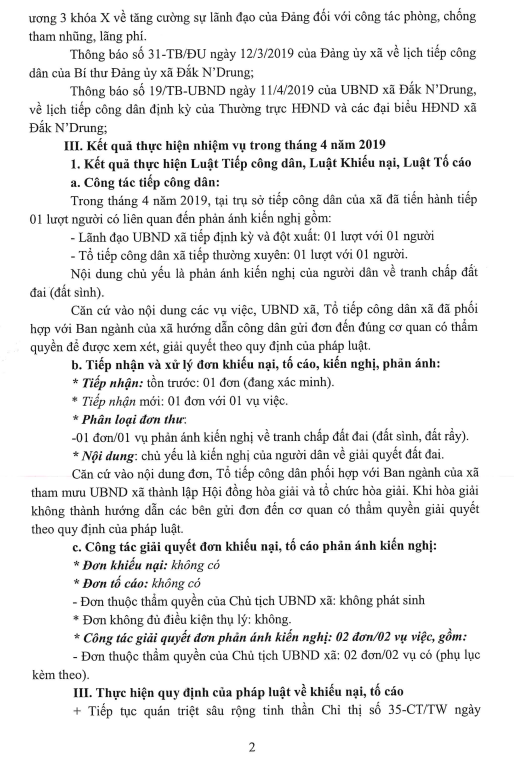 ương 3 khóa X về tăng cường sự lãnh đạo của Đảng đối với công tác phòng, chống
tham nhũng, lãng phí.
Thông báo số 31-TB/ĐU ngày 12/3/2019 của Đảng ủy xã về lịch tiếp công
dân của Bí thư Đảng ủy xã Đắk N’Drung;
Thông báo số 19/TB-UBND ngày 11/4/2019 của UBND xã Đắk N’Drung,
về lịch tiếp công dân định kỳ của Thường trực HĐND và các đại biểu HĐND xã
Đắk N’Drung;
III. Kết quả thực hiện nhiệm vụ trong tháng 4 năm 2019
1. Kết quả thực hiện Luật Tiếp công dân, Luật Khiếu nại, Luật Tố cáo
a. Công tác tiếp công dân:
Trong tháng 4 năm 2019, tại trụ sở tiếp công dân của xã đã tiến hành tiếp
01 lượt người có liên quan đến phản ánh kiến nghị gồm:
- Lãnh đạo UBND xã tiếp định kỳ và đột xuất: 01 lượt với 01 người
- Tổ tiếp công dân xã tiếp thường xuyên: 01 lượt với 01 người.
Nội dung chủ yếu là phản ánh kiến nghị của người dân về tranh chấp đất
đai (đất sình).
Căn cứ vào nội dung các vụ việc, UBND xã, Tổ tiếp công dân xã đã phối
hợp với Ban ngành của xã hướng dẫn công dân gửi đơn đến đúng cơ quan có thẩm
quyền để được xem xét, giải quyết theo quy định của pháp luật.
b. Tiếp nhận và xử lý đơn khiếu nại, tố cáo, kiến nghị, phản ánh:
* Tiếp nhận: tồn trước: 01 đơn (đang xác minh).
* Tiếp nhận mới: 01 đơn với 01 vụ việc.
* Phân loại đơn thư:
-01 đơn/01 vụ phản ánh kiến nghị về tranh chấp đất đai (đất sình, đất rẫy).
* Nội dung: chủ yếu là kiến nghị của người dân về giải quyết đất đai.
Căn cứ vào nội dung đơn, Tổ tiếp công dân phối hợp với Ban ngành của xã
tham mưu UBND xã thành lập Hội đồng hòa giải và tổ chức hòa giải. Khi hòa giải
không thành hướng dẫn các bên gửi đơn đến cơ quan có thẩm quyền giải quyết
theo quy định của pháp luật.
c. Công tác giải quyết đơn khiếu nại, tố cáo phản ánh kiến nghị:
* Đơn khiếu nại: không có
* Đơn tố cáo: không có
- Đơn thuộc thẩm quyền của Chủ tịch UBND xã: không phát sinh
* Đơn không đủ điều kiện thụ lý: không.
* Công tác giải quyết đơn phản ánh kiến nghị: 02 đơn/02 vụ việc, gồm:
- Đơn thuộc thẩm quyền của Chủ tịch UBND xã: 02 đơn/02 vụ có (phụ lục
kèm theo).
III. Thực hiện quy định của pháp luật về khiếu nại, tố cáo
+ Tiếp tục quán triệt sâu rộng tinh thần Chỉ thị số 35-CT/TW ngày
2